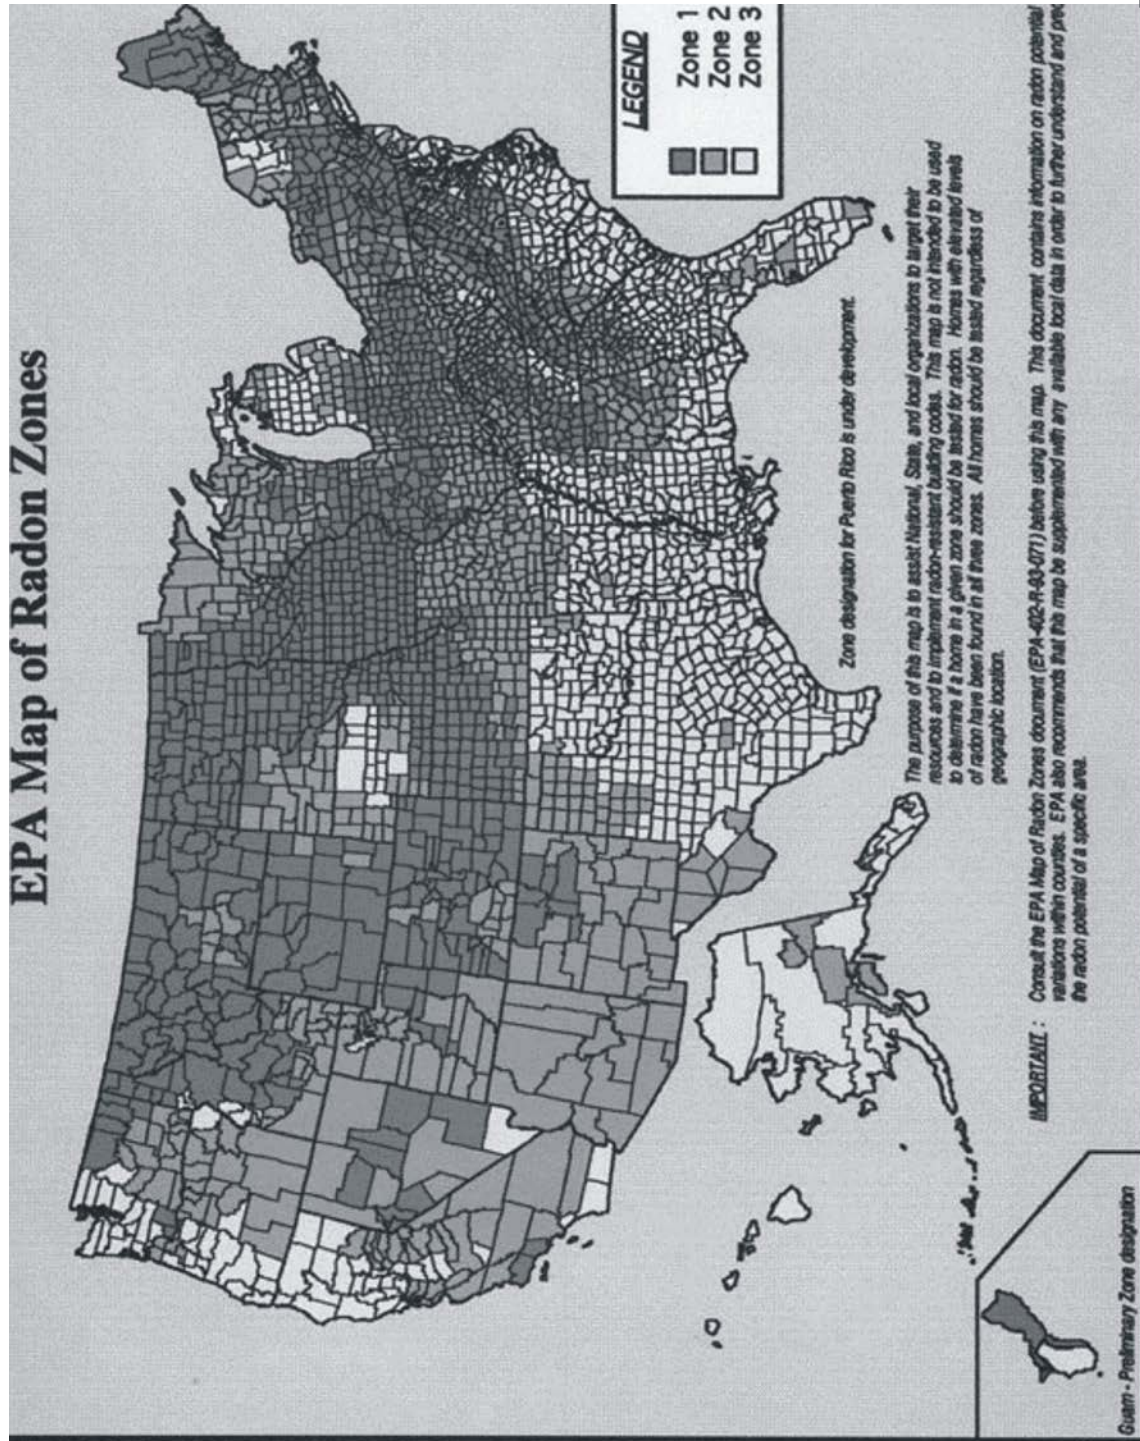 EPA Map of Radon Zones
LEGEND
Zone 1
Zone 2
Zone 3
Zone designation for Puerto Rico is under development.
The purpose of this map is to assist National, State, and local organizations to target their
resources and to implement radon-resistant building codes. This map is not intended to be used
to determine if a home in a given zone should be tested for radon. Homes with elevated levels
of radon have been found in all three zones. All homes should be tested regardless of
geographic location.
IMPORTANT : Consult the EPA Map of Radon Zones document (EPA-402-R-93-071) before using this map. This document contains information on radon potential
variations within counties. EPA also recommends that this map be supplemented with any available local data in order to further understand and pred
the radon potential of a specific area.
Guam - Preliminary Zone designation